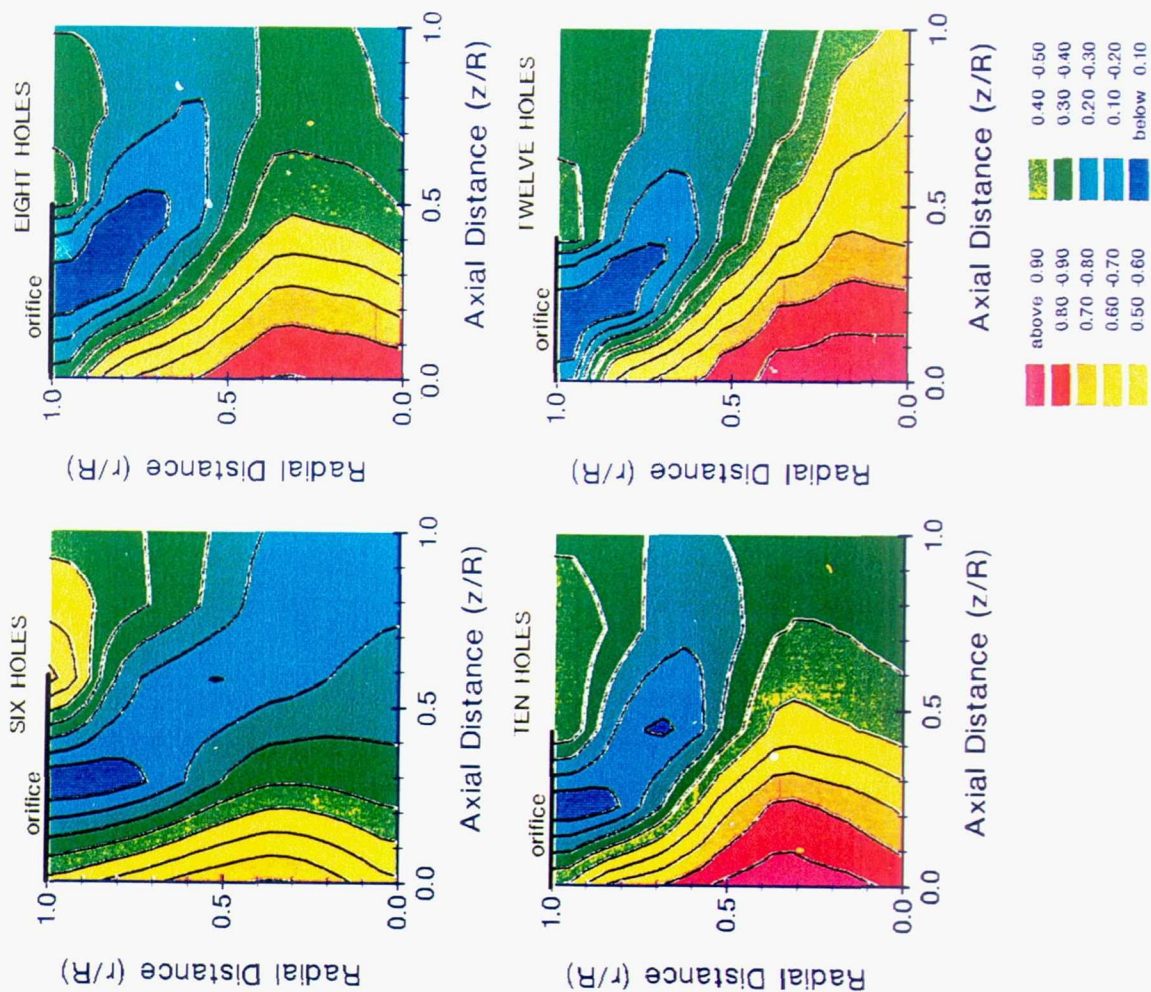 SIX HOLES
orifice
1.0
0.5
0.0
Radial Distance (r/R)
0.0 0.5 1.0
Axial Distance (z/R)
EIGHT HOLES
orifice
1.0
0.5
0.0
Radial Distance (r/R)
0.0 0.5 1.0
Axial Distance (z/R)
TEN HOLES
orifice
1.0
0.5
0.0
Radial Distance (r/R)
0.0 0.5 1.0
Axial Distance (z/R)
TWELVE HOLES
orifice
1.0
0.5
0.0
Radial Distance (r/R)
0.0 0.5 1.0
Axial Distance (z/R)
above 0.90
0.80 -0.90
0.70 -0.80
0.60 -0.70
0.50 -0.60
0.40 -0.50
0.30 -0.40
0.20 -0.30
0.10 -0.20
below 0.10